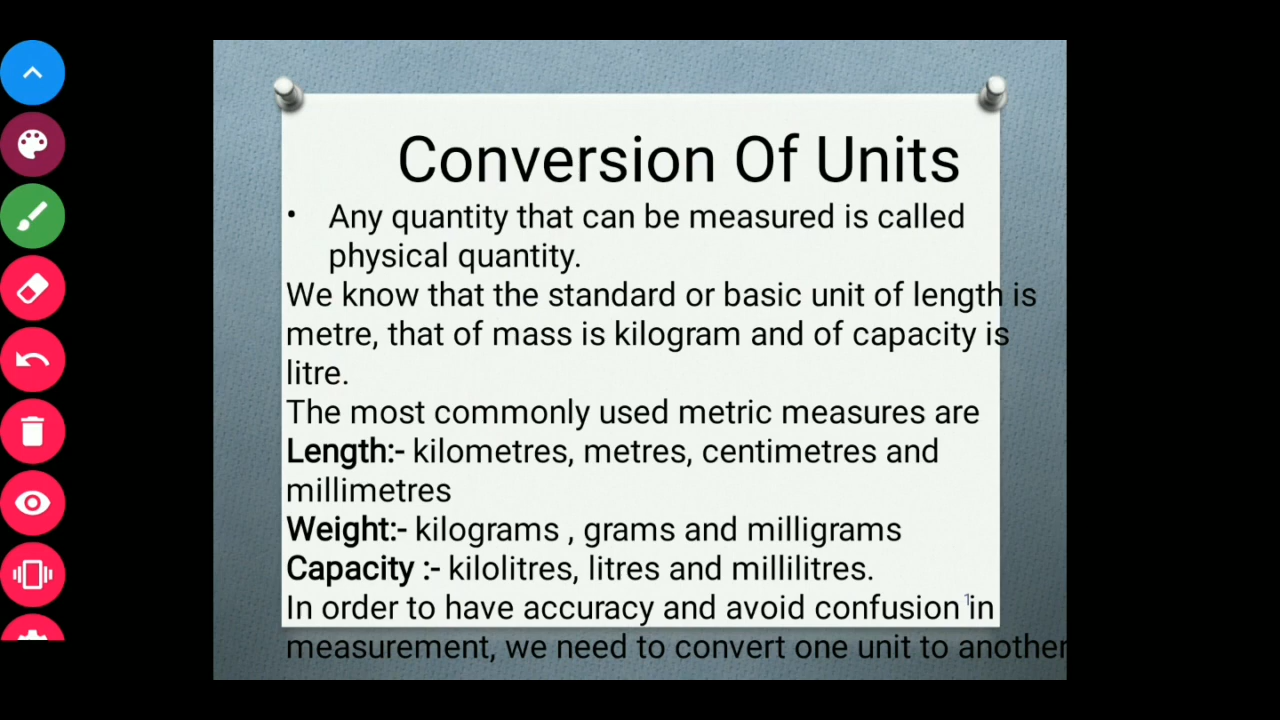 Conversion Of Units
• Any quantity that can be measured is called
physical quantity.
We know that the standard or basic unit of length is
metre, that of mass is kilogram and of capacity is
litre.
The most commonly used metric measures are
Length:- kilometres, metres, centimetres and
millimetres
Weight:- kilograms , grams and milligrams
Capacity :- kilolitres, litres and millilitres.
In order to have accuracy and avoid confusion in
1
measurement, we need to convert one unit to another